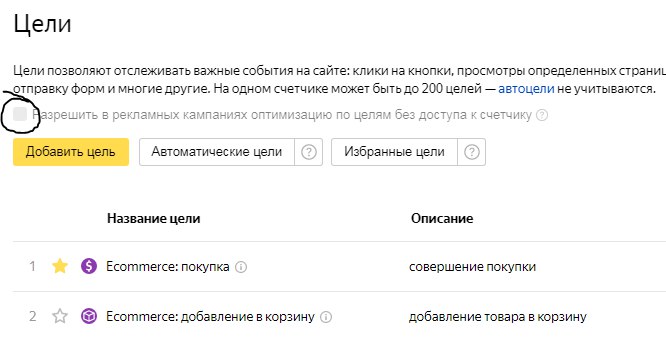 Цели
Цели позволяют отслеживать важные события на сайте: клики на кнопки, просмотры определенных страниц
отправку форм и многие другие. На одном счетчике может быть до 200 целей — автоцели не учитываются.
Разрешить в рекламных кампаниях оптимизацию по целям без доступа к счетчику ?
Добавить цель Автоматические цели ? Избранные цели ?
Название цели Описание
1 $ Ecommerce: покупка i совершение покупки
2 Ecommerce: добавление в корзину i добавление товара в корзину